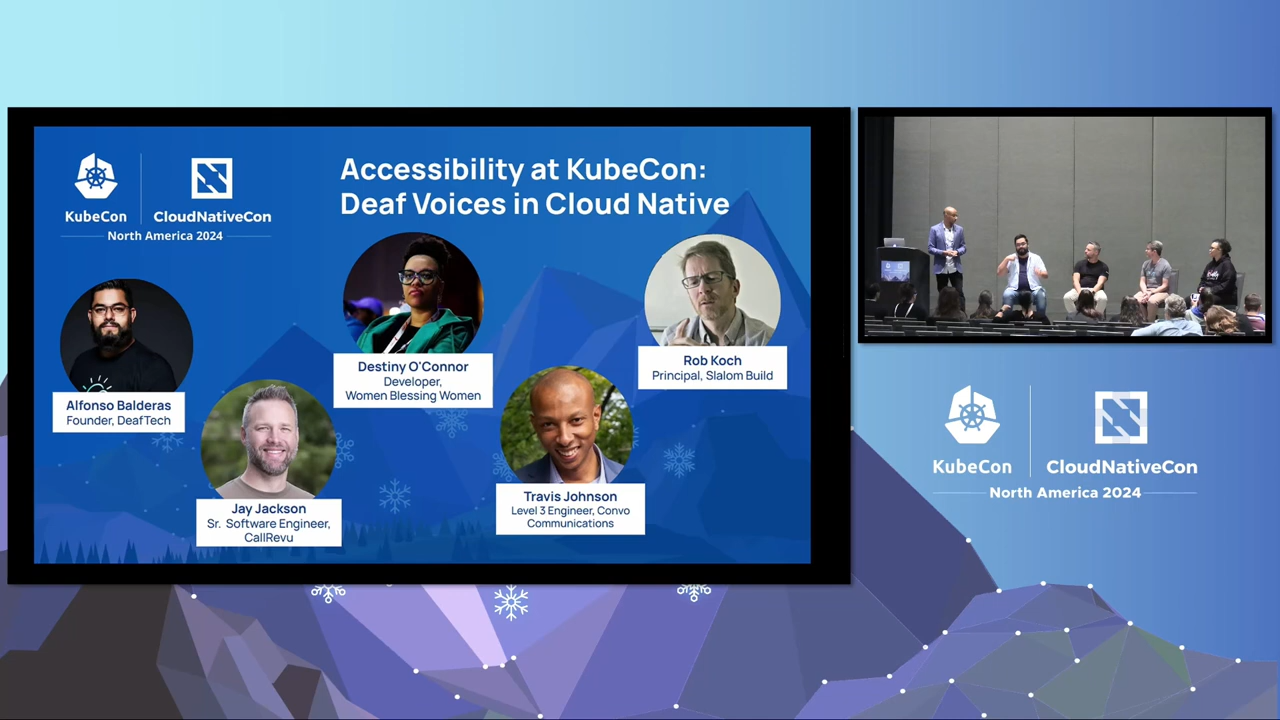 Accessibility at KubeCon:
Deaf Voices in Cloud Native
KubeCon
CloudNativeCon
North America 2024
Alfonso Balderas
Founder, DeafTech
Jay Jackson
Sr. Software Engineer,
CallRevu
Destiny O'Connor
Developer,
Women Blessing Women
Travis Johnson
Level 3 Engineer, Convo
Communications
Rob Koch
Principal, Slalom Build
KubeCon
CloudNativeCon
North America 2024